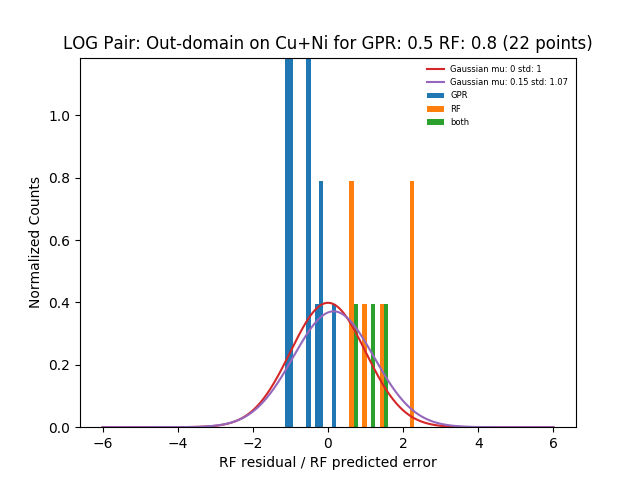 LOG Pair: Out-domain on Cu+Ni for GPR: 0.5 RF: 0.8 (22 points)
Gaussian mu: 0 std: 1
Gaussian mu: 0.15 std: 1.07
GPR
RF
both
Normalized Counts
1.0
0.8
0.6
0.4
0.2
0.0
−6
−4
−2
0
2
4
6
RF residual / RF predicted error